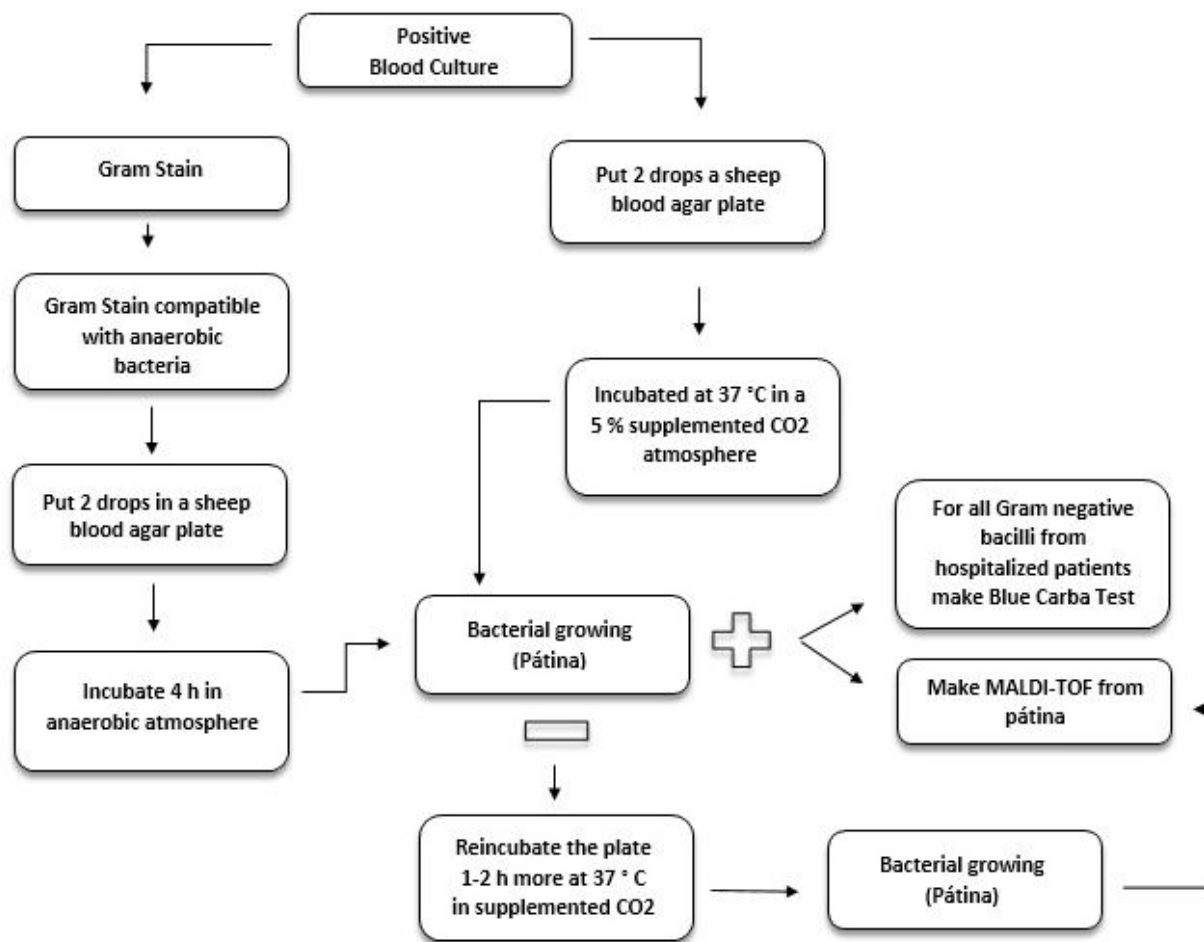 Positive
Blood Culture
Gram Stain
Put 2 drops a sheep
blood agar plate
Gram Stain compatible
with anaerobic
bacteria
Incubated at 37 °C in a
5 % supplemented CO2
atmosphere
Put 2 drops in a sheep
blood agar plate
For all Gram negative
bacilli from
hospitalized patients
make Blue Carba Test
Bacterial growing
(Pátina)
Incubate 4 h in
anaerobic atmosphere
Make MALDI-TOF from
pátina
Reincubate the plate
1-2 h more at 37 ° C
in supplemented CO2
Bacterial growing
(Pátina)